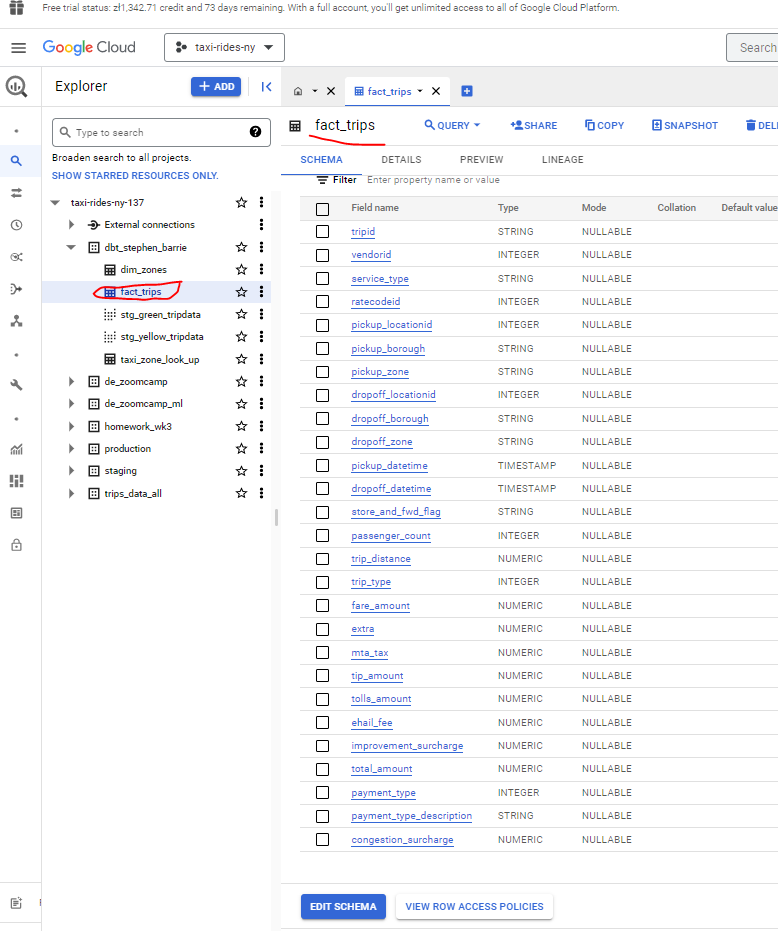 Free trial status: zł1,342.71 credit and 73 days remaining. With a full account, you'll get unlimited access to all of Google Cloud Platform.
Google Cloud
taxi-rides-ny
Search
Explorer
+ ADD
fact_trips
Type to search
Broaden search to all projects.
SHOW STARRED RESOURCES ONLY.
taxi-rides-ny-137
External connections
dbt_stephen_barrie
dim_zones
fact_trips
stg_green_tripdata
stg_yellow_tripdata
taxi_zone_look_up
de_zoomcamp
de_zoomcamp_ml
homework_wk3
production
staging
trips_data_all
fact_trips
QUERY
SHARE
COPY
SNAPSHOT
DEL
SCHEMA DETAILS PREVIEW LINEAGE
Filter Enter property name or value
Field name Type Mode Collation Default value
tripid STRING NULLABLE
vendorid INTEGER NULLABLE
service_type STRING NULLABLE
ratecodeid INTEGER NULLABLE
pickup_locationid INTEGER NULLABLE
pickup_borough STRING NULLABLE
pickup_zone STRING NULLABLE
dropoff_locationid INTEGER NULLABLE
dropoff_borough STRING NULLABLE
dropoff_zone STRING NULLABLE
pickup_datetime TIMESTAMP NULLABLE
dropoff_datetime TIMESTAMP NULLABLE
store_and_fwd_flag STRING NULLABLE
passenger_count INTEGER NULLABLE
trip_distance NUMERIC NULLABLE
trip_type INTEGER NULLABLE
fare_amount NUMERIC NULLABLE
extra NUMERIC NULLABLE
mta_tax NUMERIC NULLABLE
tip_amount NUMERIC NULLABLE
tolls_amount NUMERIC NULLABLE
ehail_fee NUMERIC NULLABLE
improvement_surcharge NUMERIC NULLABLE
total_amount NUMERIC NULLABLE
payment_type INTEGER NULLABLE
payment_type_description STRING NULLABLE
congestion_surcharge NUMERIC NULLABLE
EDIT SCHEMA
VIEW ROW ACCESS POLICIES